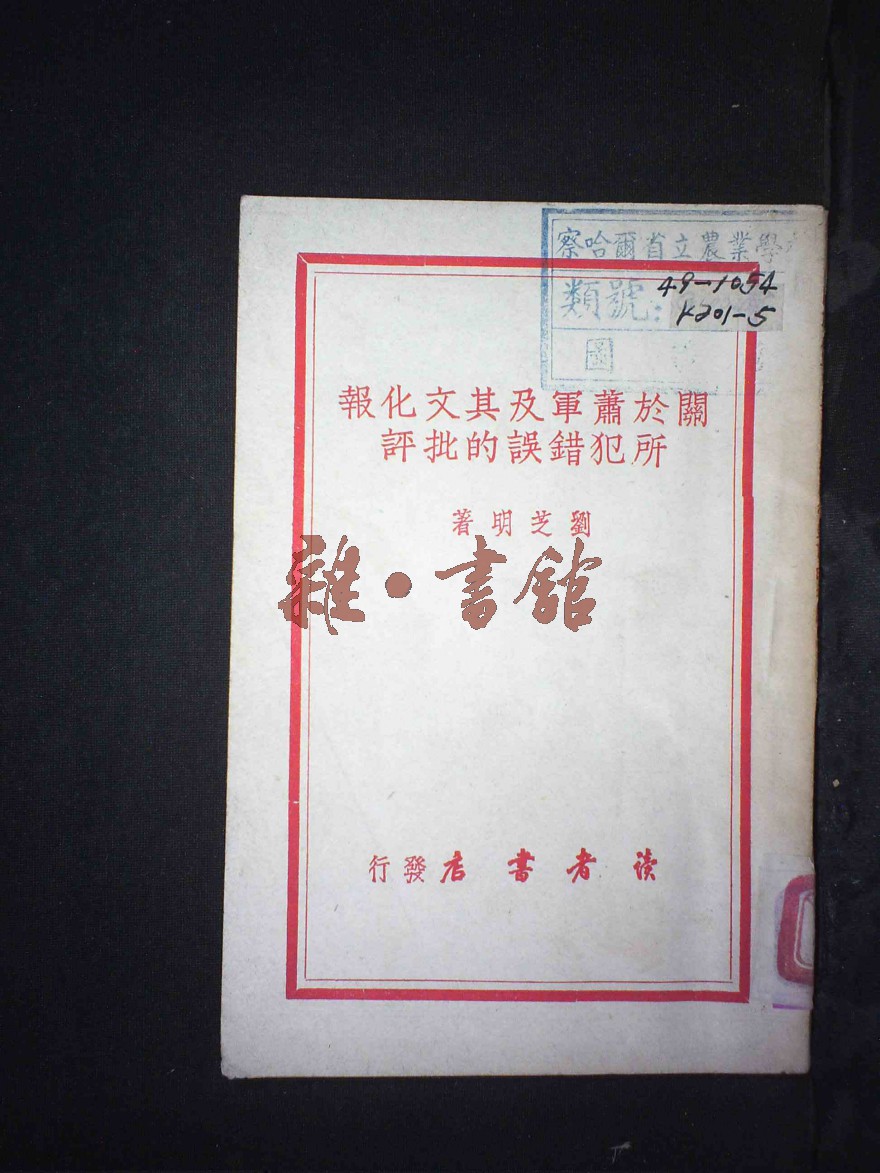 察哈爾省立農業學
類號：
49-1054
K201-5
圖
關於蕭軍及其文化報
所犯錯誤的批評
劉芝明著
雜·書館
读者書店發行